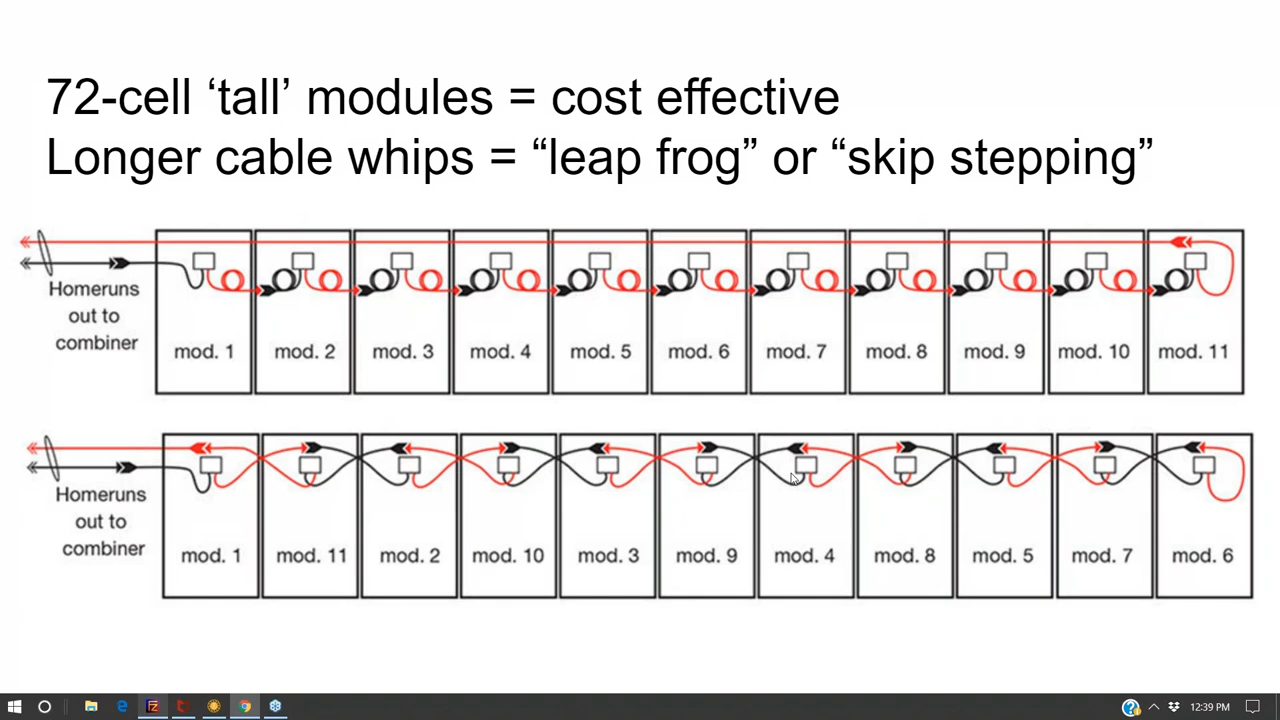 72-cell ‘tall’ modules = cost effective
Longer cable whips = “leap frog” or “skip stepping”
Homeruns
out to
combiner
mod. 1 mod. 2 mod. 3 mod. 4 mod. 5 mod. 6 mod. 7 mod. 8 mod. 9 mod. 10 mod. 11
Homeruns
out to
combiner
mod. 1 mod. 11 mod. 2 mod. 10 mod. 3 mod. 9 mod. 4 mod. 8 mod. 5 mod. 7 mod. 6
12:39 PM